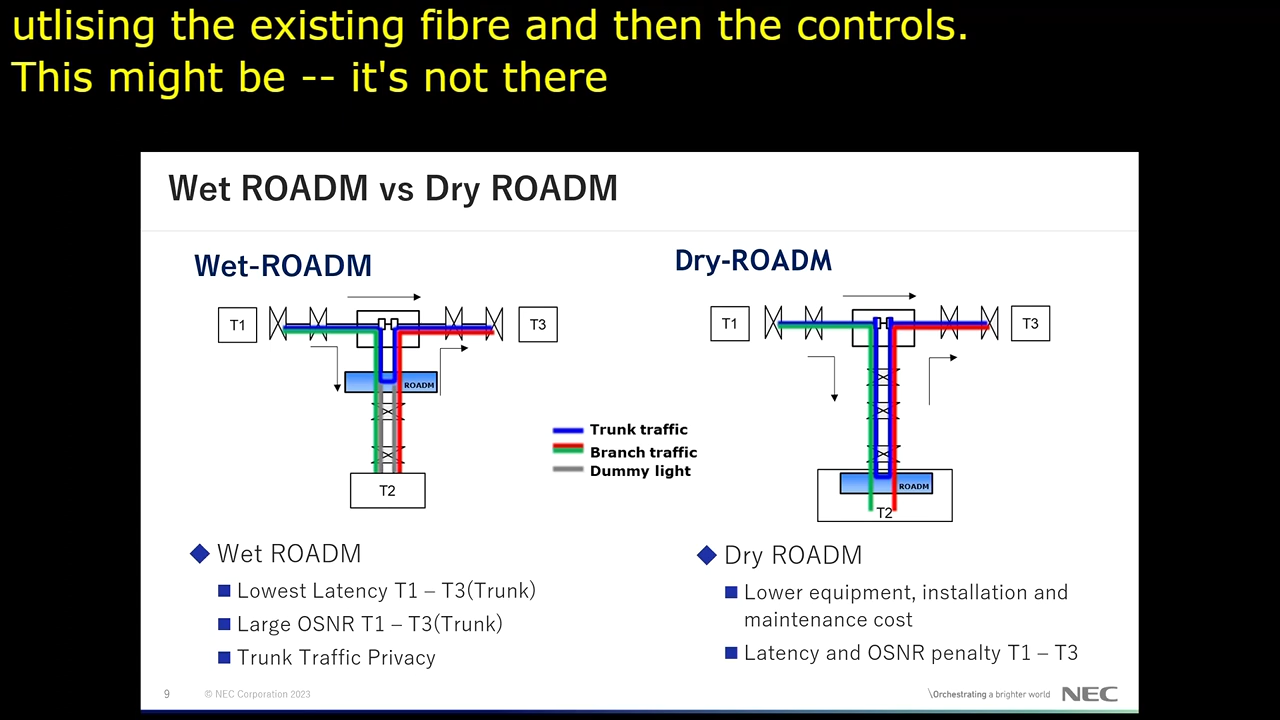 utlising the existing fibre and then the controls.
This might be -- it's not there
Wet ROADM vs Dry ROADM
Wet-ROADM
Dry-ROADM
T1
T3
ROADM
T2
T1
T3
ROADM
T2
Trunk traffic
Branch traffic
Dummy light
Wet ROADM
Lowest Latency T1 – T3(Trunk)
Large OSNR T1 – T3(Trunk)
Trunk Traffic Privacy
Dry ROADM
Lower equipment, installation and
maintenance cost
Latency and OSNR penalty T1 – T3
9
© NEC Corporation 2023
\Orchestrating a brighter world
NEC